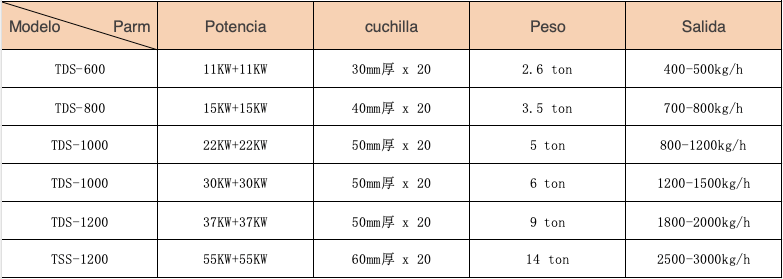 Modelo Parm Potencia cuchilla Peso Salida
TDS-600 11KW+11KW 30mm厚 x 20 2.6 ton 400-500kg/h
TDS-800 15KW+15KW 40mm厚 x 20 3.5 ton 700-800kg/h
TDS-1000 22KW+22KW 50mm厚 x 20 5 ton 800-1200kg/h
TDS-1000 30KW+30KW 50mm厚 x 20 6 ton 1200-1500kg/h
TDS-1200 37KW+37KW 50mm厚 x 20 9 ton 1800-2000kg/h
TSS-1200 55KW+55KW 60mm厚 x 20 14 ton 2500-3000kg/h